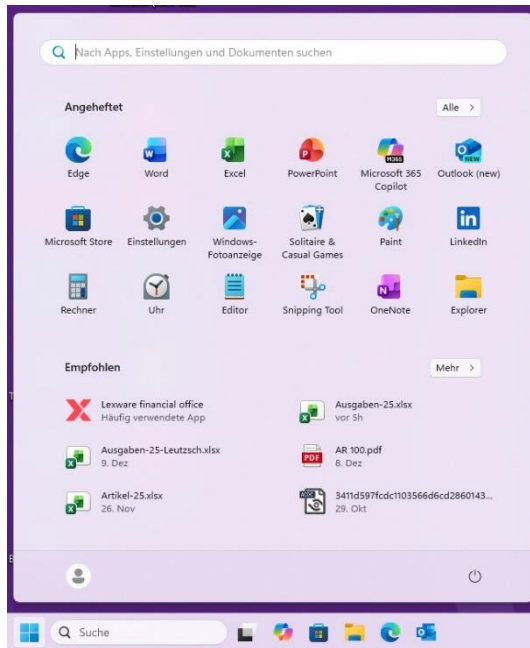 Nach Apps, Einstellungen und Dokumenten suchen
Angeheftet
Alle >
Edge
Word
Excel
PowerPoint
M365
Microsoft 365
Copilot
NEW
Outlook (new)
Microsoft Store
Einstellungen
Windows-
Fotoanzeige
Solitaire &
Casual Games
Paint
LinkedIn
Rechner
Uhr
Editor
Snipping Tool
OneNote
Explorer
Empfohlen
Mehr >
Lexware financial office
Häufig verwendete App
Ausgaben-25.xlsx
vor 5h
Ausgaben-25-Leutzsch.xlsx
9. Dez
PDF
AR 100.pdf
8. Dez
Artikel-25.xlsx
26. Nov
3411d597fcdc1103566d6cd2860143...
29. Okt
Suche